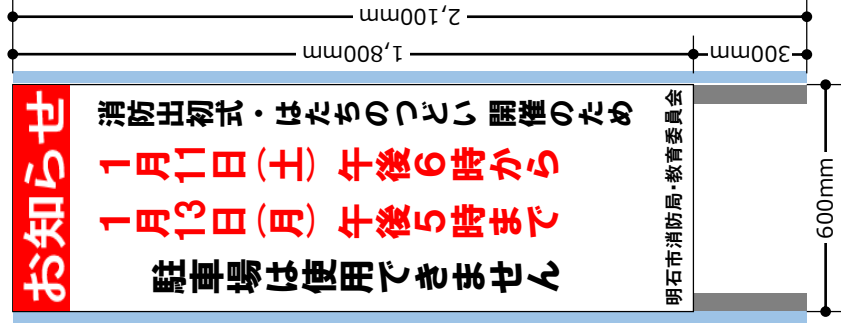 2,100mm
1,800mm
300mm
お知らせ
消防出初式・はたちのつどい 開催のため
1月11日(土) 午後6時から
1月13日(月) 午後5時まで
駐車場は使用できません
明石市消防局・教育委員会
600mm